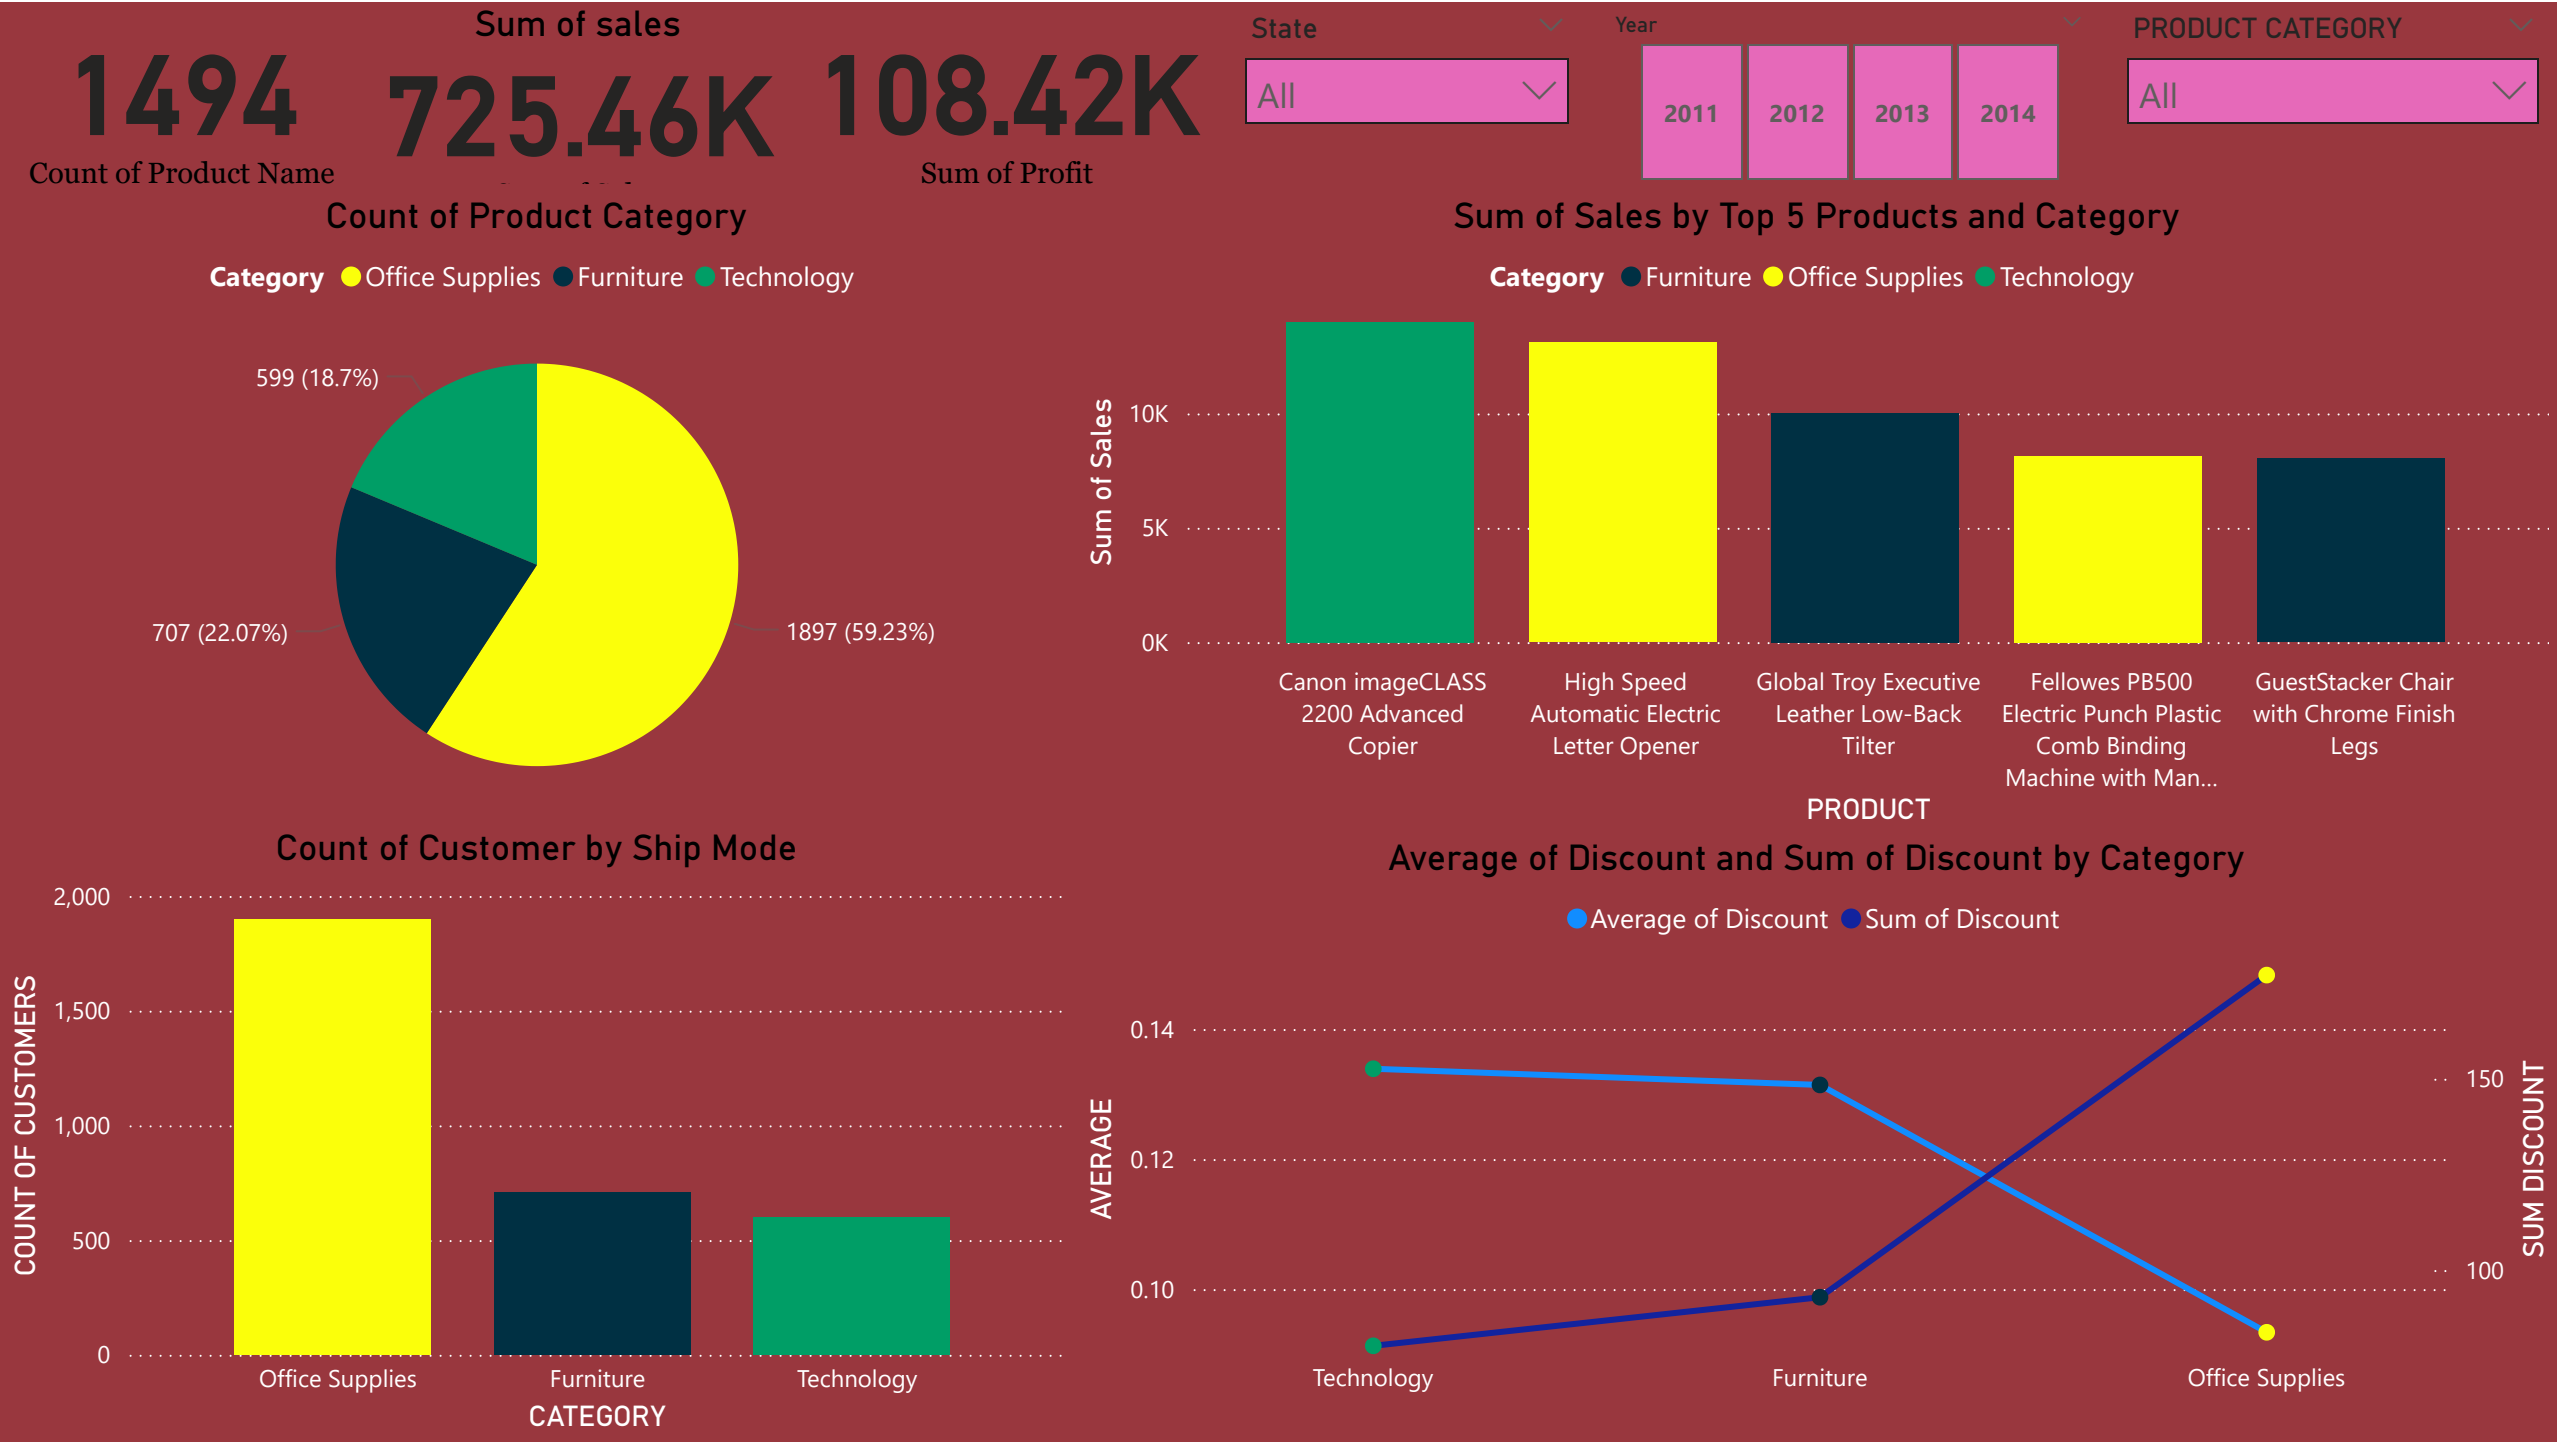 Sum of sales
1494
Count of Product Name
725.46K
108.42K
Sum of Profit
State
All
Year
2011
2012
2013
2014
PRODUCT CATEGORY
All
Count of Product Category
Category Office Supplies Furniture Technology
599 (18.7%)
707 (22.07%)
1897 (59.23%)
Sum of Sales by Top 5 Products and Category
Category Furniture Office Supplies Technology
Sum of Sales
10K
5K
0K
Canon imageCLASS
2200 Advanced
Copier
High Speed
Automatic Electric
Letter Opener
Global Troy Executive
Leather Low-Back
Tilter
Fellowes PB500
Electric Punch Plastic
Comb Binding
Machine with Man...
GuestStacker Chair
with Chrome Finish
Legs
PRODUCT
Count of Customer by Ship Mode
COUNT OF CUSTOMERS
2,000
1,500
1,000
500
0
Office Supplies
Furniture
Technology
CATEGORY
Average of Discount and Sum of Discount by Category
Average of Discount Sum of Discount
AVERAGE
0.14
0.12
0.10
150
100
SUM DISCOUNT
Technology
Furniture
Office Supplies